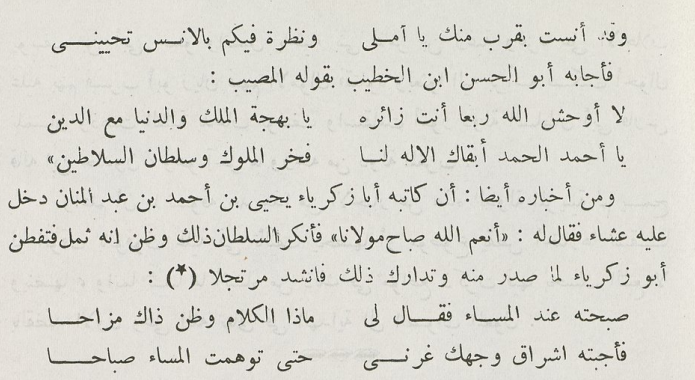 وقد أنست بقرب منك يا أملى ونظرة فيكم بالانس تحيينى
فأجابه أبو الحسن ابن الخطيب بقوله المصيب :
لا أوحش الله ربعا أنت زائره يا بهجة الملك والدنيا مع الدين
يا أحمد الحمد أبقاك الاله لنا فخر الملوك وسلطان السلاطين»
ومن أخباره أيضا : أن كاتبه أبا زكرياء يحيى بن أحمد بن عبد المنان دخل
عليه عشاء فقال له : «أنعم الله صباح مولانا» فأنكر السلطان ذلك وظن انه ثمل فتفطن
أبو زكرياء لما صدر منه وتدارك ذلك فانشد مرتجلا (*) :
صبحته عند المساء فقال لى ماذا الكلام وظن ذاك مزاحا
فأجبته اشراق وجهك غرنى حتى توهمت المساء صباحا